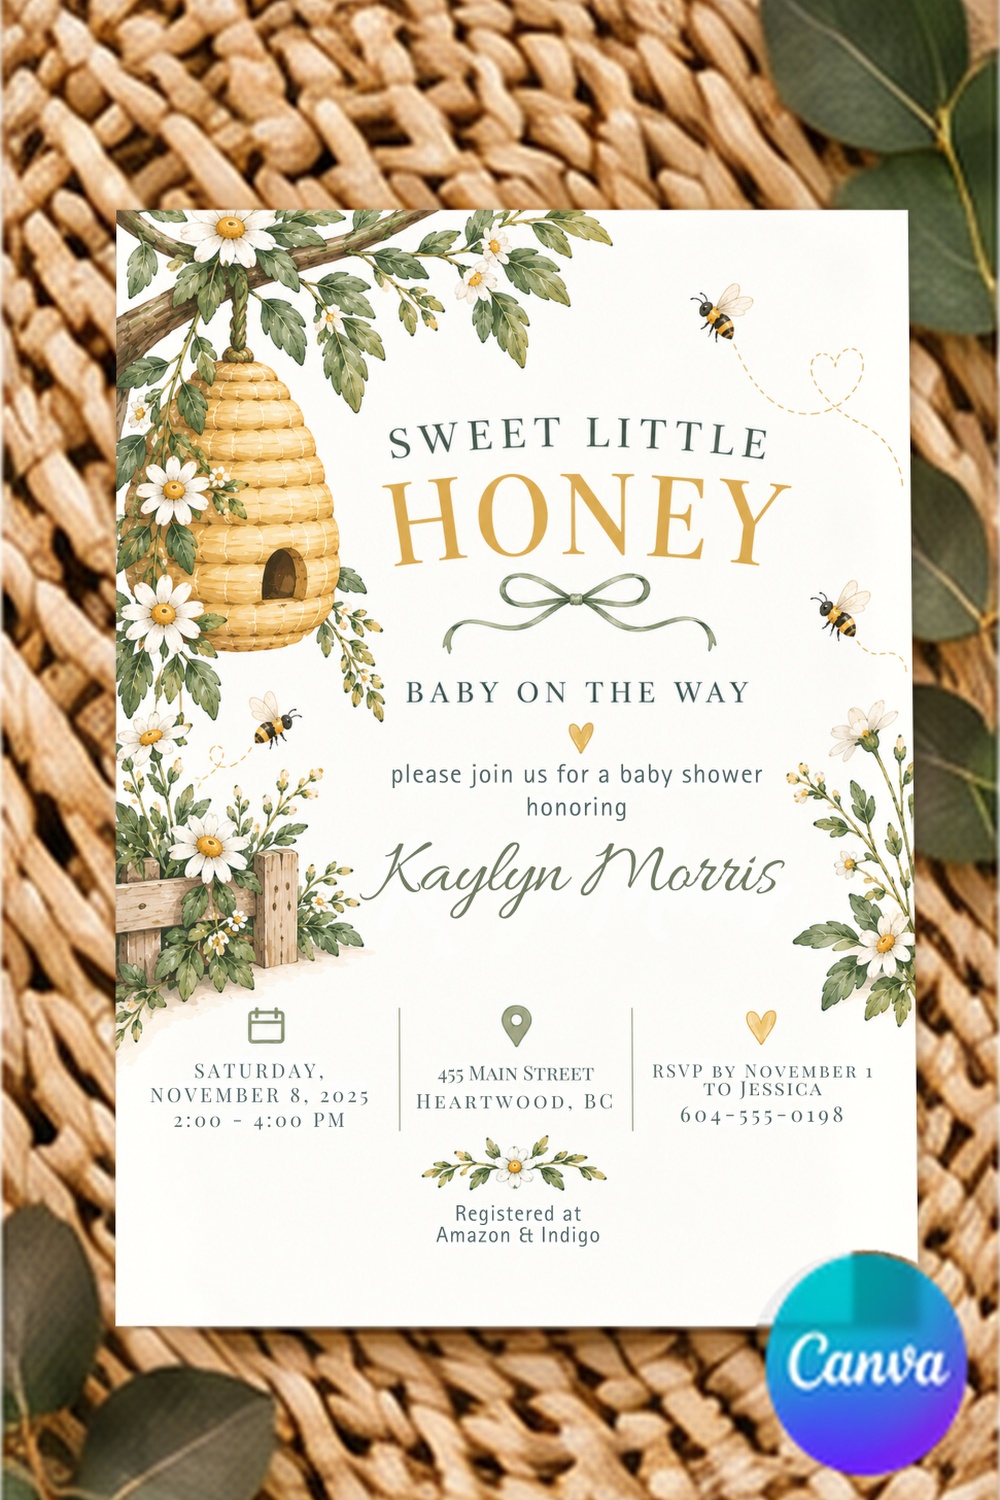 SWEET LITTLE
HONEY
BABY ON THE WAY
please join us for a baby shower
honoring
Kaylyn Morris
SATURDAY,
NOVEMBER 8, 2025
2:00 - 4:00 PM
455 MAIN STREET
HEARTWOOD, BC
RSVP BY NOVEMBER 1
TO JESSICA
604-555-0198
Registered at
Amazon & Indigo
Canva